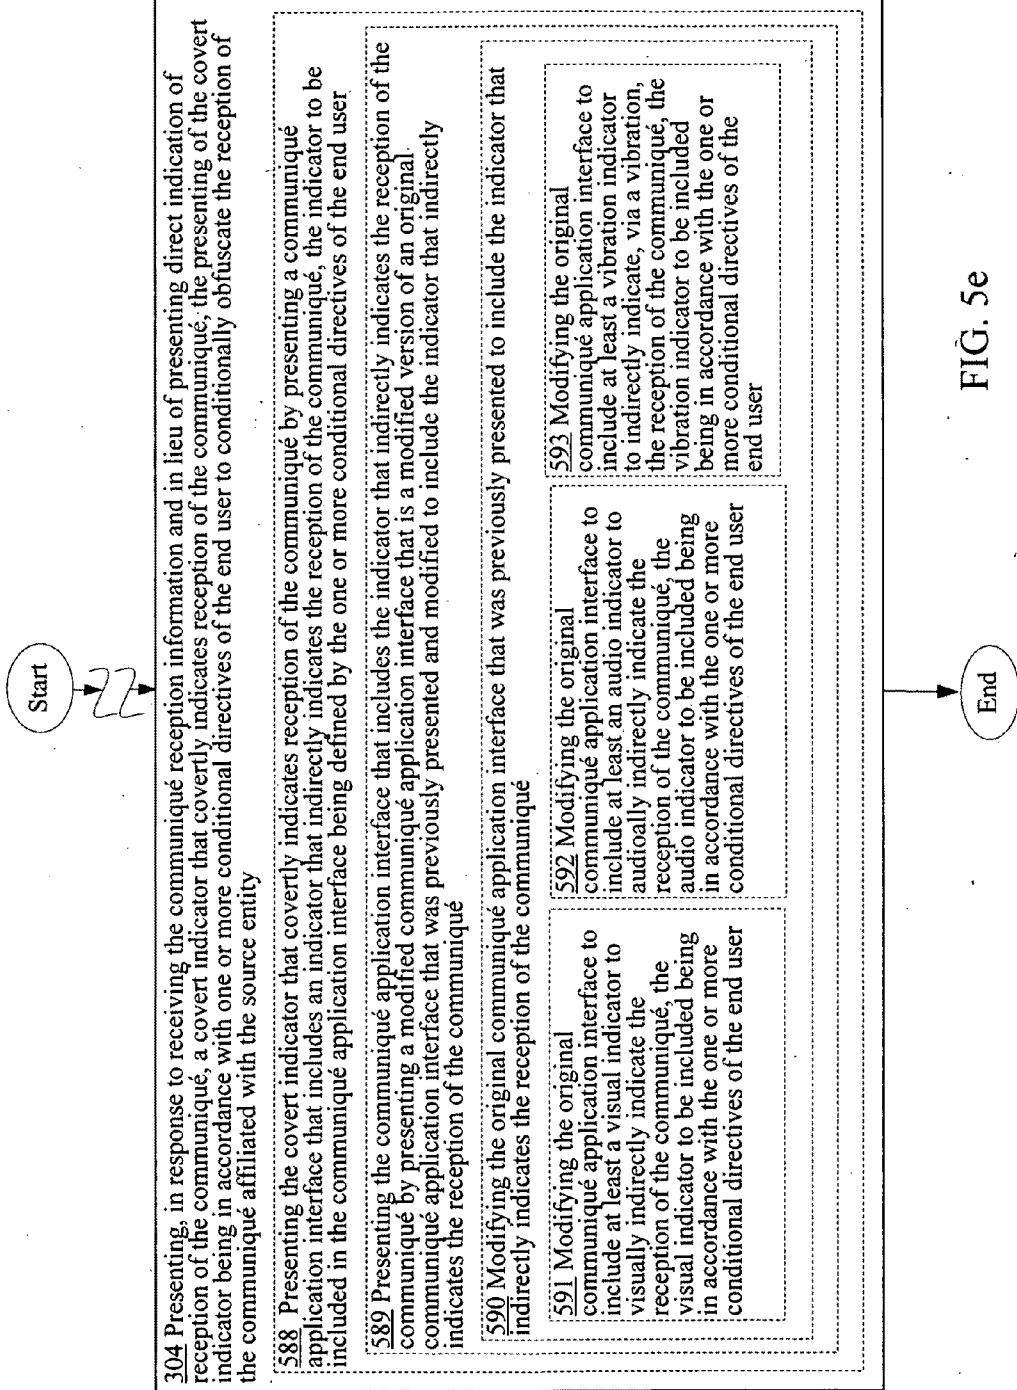 Start
304 Presenting, in response to receiving the communiqué reception information and in lieu of presenting direct indication of
reception of the communiqué, a covert indicator that covertly indicates reception of the communiqué, the presenting of the covert
indicator being in accordance with one or more conditional directives of the end user to conditionally obfuscate the reception of
the communiqué affiliated with the source entity
588 Presenting the covert indicator that covertly indicates reception of the communiqué by presenting a communiqué
application interface that includes an indicator that indirectly indicates the reception of the communiqué, the indicator to be
included in the communiqué application interface being defined by the one or more conditional directives of the end user
589 Presenting the communiqué application interface that includes the indicator that indirectly indicates the reception of the
communiqué by presenting a modified communiqué application interface that is a modified version of an original
communiqué application interface that was previously presented and modified to include the indicator that indirectly
indicates the reception of the communiqué
590 Modifying the original communiqué application interface that was previously presented to include the indicator that
indirectly indicates the reception of the communiqué
591 Modifying the original
communiqué application interface to
include at least a visual indicator to
visually indirectly indicate the
reception of the communiqué, the
visual indicator to be included being
in accordance with the one or more
conditional directives of the end user
592 Modifying the original
communiqué application interface to
include at least an audio indicator to
audioally indirectly indicate the
reception of the communiqué, the
audio indicator to be included being
in accordance with the one or more
conditional directives of the end user
593 Modifying the original
communiqué application interface to
include at least a vibration indicator
to indirectly indicate, via a vibration,
the reception of the communiqué, the
vibration indicator to be included
being in accordance with the one or
more conditional directives of the
end user
End
FIG. 5e